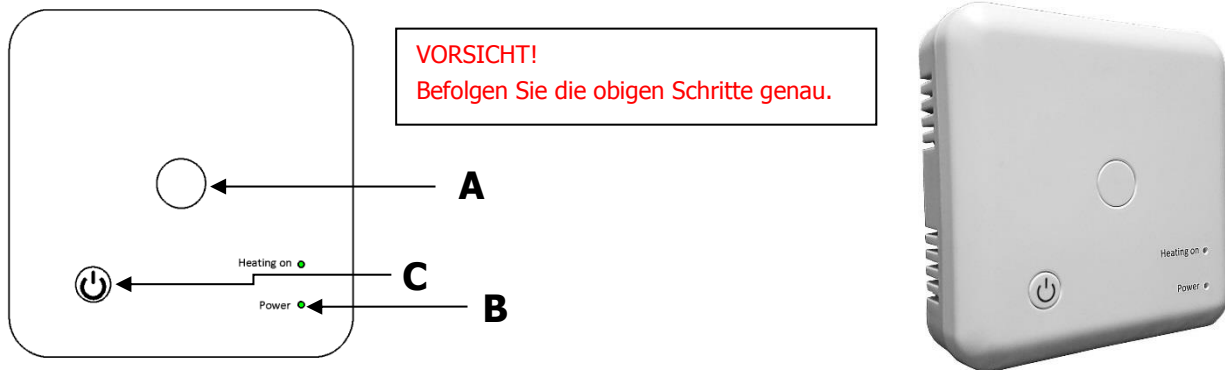 VORSICHT!
Befolgen Sie die obigen Schritte genau.
A
Heating on
C
Power
B
Heating on
Power